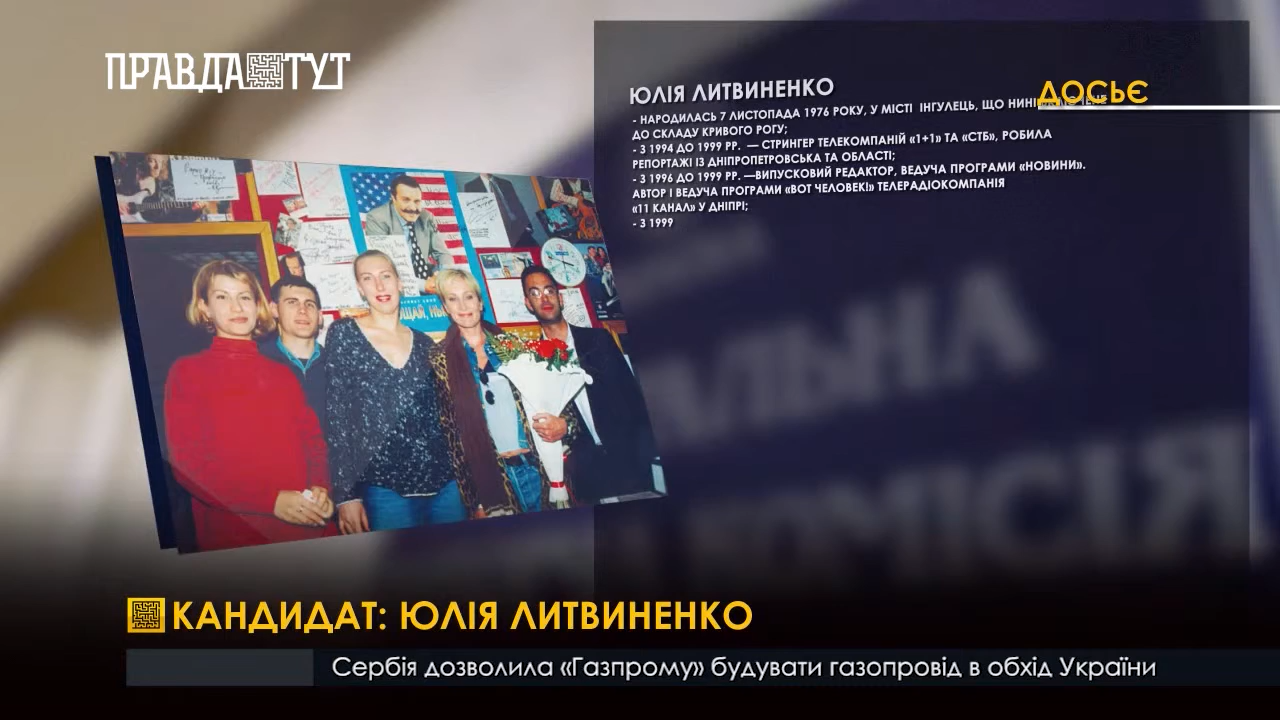 ПРАВДА ТУТ
ДОСЬЄ
ЮЛІЯ ЛИТВИНЕНКО
- НАРОДИЛАСЬ 7 ЛИСТОПАДА 1976 РОКУ, У МІСТІ ІНГУЛЕЦЬ, ЩО НИНІ
ДО СКЛАДУ КРИВОГО РОГУ;
- З 1994 ДО 1999 РР. — СТРИНГЕР ТЕЛЕКОМПАНІЙ «1+1» ТА «СТБ», РОБИЛА
РЕПОРТАЖІ ІЗ ДНІПРОПЕТРОВСЬКА ТА ОБЛАСТІ;
- З 1996 ДО 1999 РР. —ВИПУСКОВИЙ РЕДАКТОР, ВЕДУЧА ПРОГРАМИ «НОВИНИ».
АВТОР І ВЕДУЧА ПРОГРАМИ «ВОТ ЧЕЛОВЕК!» ТЕЛЕРАДІОКОМПАНІЯ
«11 КАНАЛ» У ДНІПРІ;
- З 1999
АЛЬНА
КОМІСІЯ
КАНДИДАТ: ЮЛІЯ ЛИТВИНЕНКО
Сербія дозволила «Газпрому» будувати газопровід в обхід України